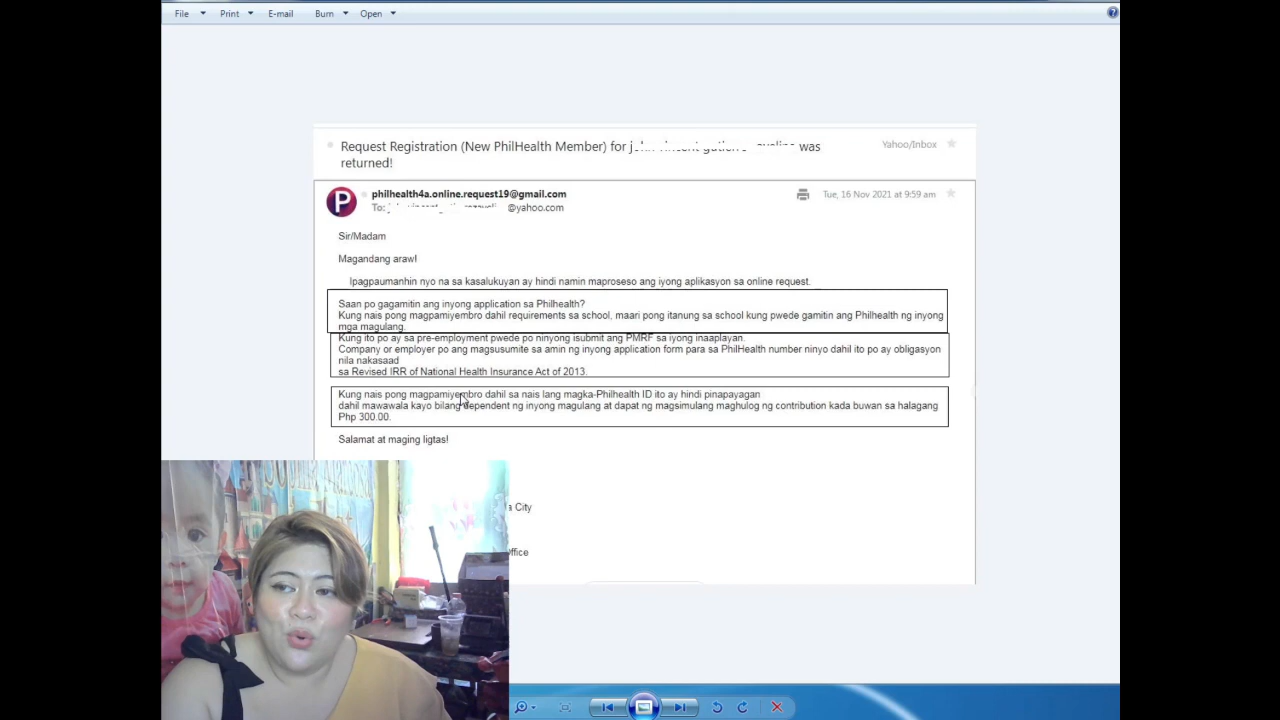 File Print E-mail Burn Open
Request Registration (New PhilHealth Member) for was
returned!
Yahoo/Inbox
philhealth4a.online.request19@gmail.com
Tue, 16 Nov 2021 at 9:59 am
To: @yahoo.com
Sir/Madam
Magandang araw!
Ipagpaumanhin nyo na sa kasalukuyan ay hindi namin maproseso ang iyong aplikasyon sa online request.
Saan po gagamitin ang inyong application sa Philhealth?
Kung nais pong magpamiyembro dahil requirements sa school, maari pong itanung sa school kung pwede gamitin ang Philhealth ng inyong
mga magulang.
Kung ito po ay sa pre-employment pwede po ninyong isubmit ang PMRF sa iyong inaaplayan.
Company or employer po ang magsusumite sa amin ng inyong application form para sa PhilHealth number ninyo dahil ito po ay obligasyon
nila nakasaad
sa Revised IRR of National Health Insurance Act of 2013.
Kung nais pong magpamiyembro dahil sa nais lang magka-Philhealth ID ito ay hindi pinapayagan
dahil mawawala kayo bilang dependent ng inyong magulang at dapat ng magsimulang maghulog ng contribution kada buwan sa halagang
Php 300.00.
Salamat at maging ligtas!
a City
ffice